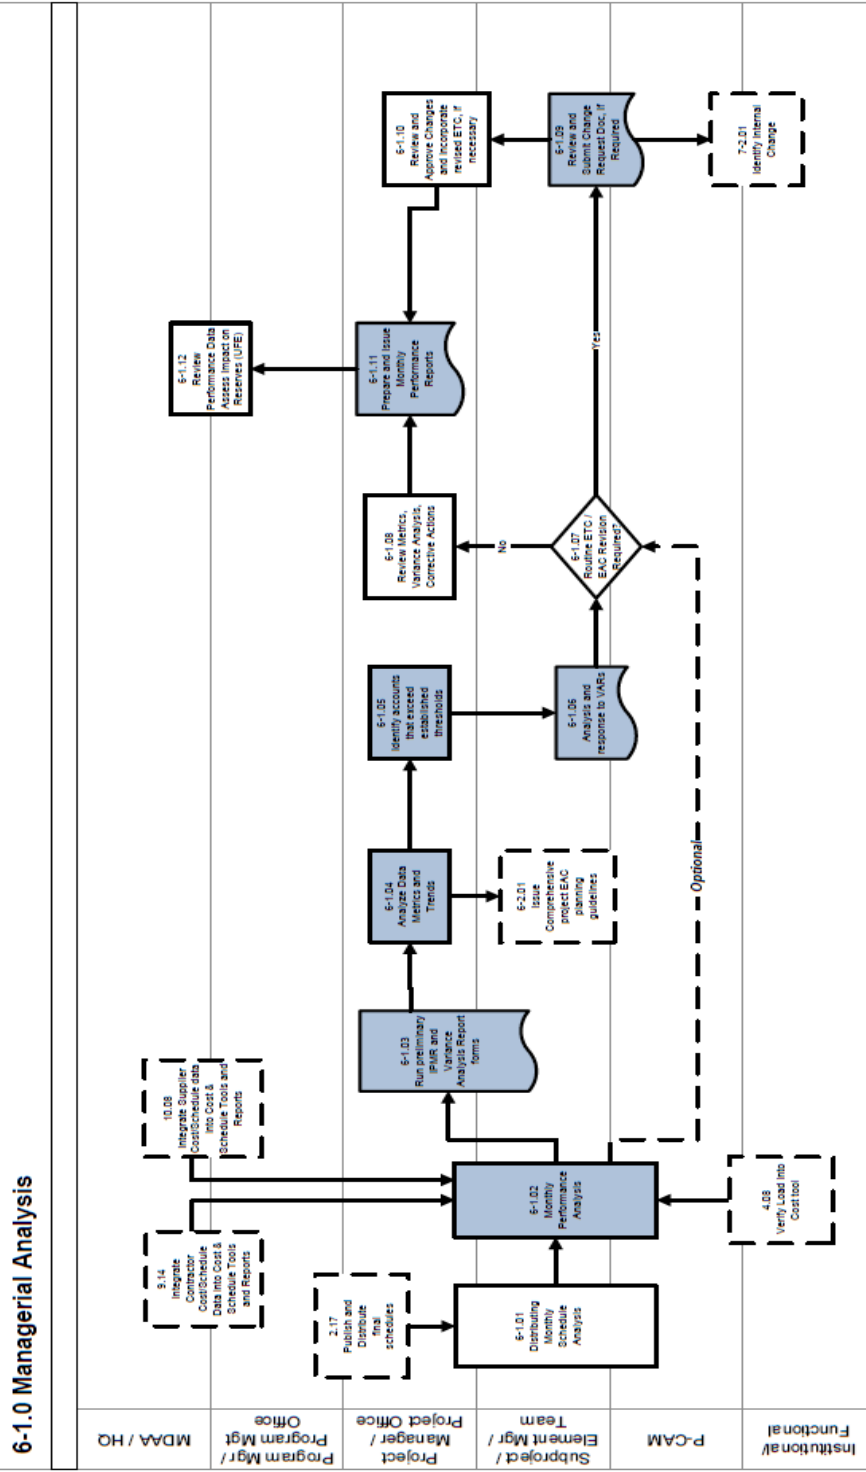 6-1.0 Managerial Analysis
MDAA / HQ
Program Mgr /
Program Mgt
Office
Project
Manager /
Project Office
Subproject /
Element Mgr /
Team
P-CAM
Institutional/
Functional
9.14
Integrate
Contractor
Cost/Schedule
Data into Cost &
Schedule Tools
and Reports
10.08
Integrate Supplier
Cost/Schedule data
into Cost &
Schedule Tools and
Reports
2.17
Publish and
Distribute
final
schedules
6-1.01
Distributing
Monthly
Schedule
Analysis
6-1.02
Monthly
Performance
Analysis
4.08
Verify Load into
Cost tool
6-1.03
Run preliminary
IPMR and
Variance
Analysis Report
forms
6-1.04
Analyze Data
Metrics and
Trends
6-2.01
Issue
Comprehensive
project EAC
planning
guidelines
6-1.05
Identify accounts
that exceed
established
thresholds
6-1.06
Analysis and
response to VARs
Optional
6-1.07
Routine ETC /
EAC Revision
Required?
No
Yes
6-1.08
Review Metrics,
Variance Analysis,
Corrective Actions
6-1.11
Prepare and Issue
Monthly
Performance
Reports
6-1.12
Review
Performance Data
Assess Impact on
Reserves (UFE)
6-1.10
Review and
Approve Changes
and Incorporate
revised ETC, if
necessary
6-1.09
Review and
Submit Change
Request Doc, if
Required
7-2.01
Identify Internal
Change